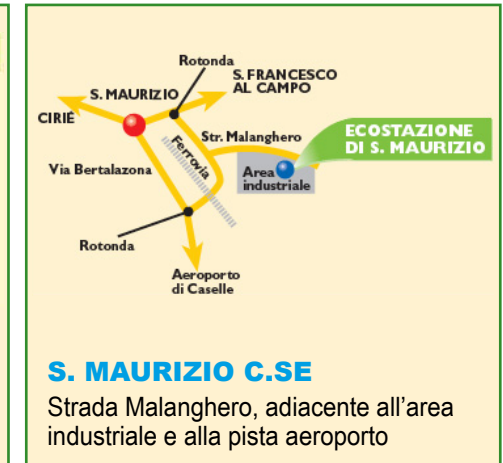 Rotonda
S. FRANCESCO
AL CAMPO
S. MAURIZIO
CIRIÉ
Str. Malanghero
Ferrovia
ECOSTAZIONE
DI S. MAURIZIO
Via Bertalazona
Area
industriale
Rotonda
Aeroporto
di Caselle
S. MAURIZIO C.SE
Strada Malanghero, adiacente all’area
industriale e alla pista aeroporto